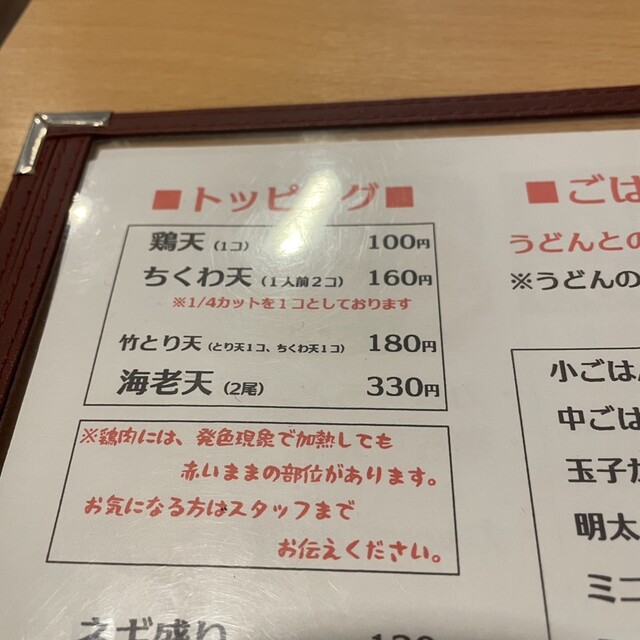 ■トッピング■
鶏天（1コ） 100円
ちくわ天（1人前２コ） 160円
※1/4カットを１コとしております
竹とり天（とり天１コ、ちくわ天１コ） 180円
海老天（2尾） 330円
※鶏肉には、発色現象で加熱しても
赤いままの部位があります。
お気になる方はスタッフまで
お伝えください。
ネギ盛り
■ごは
うどんとの
※うどんの
小ごは
中ごは
玉子か
明太
ミニ